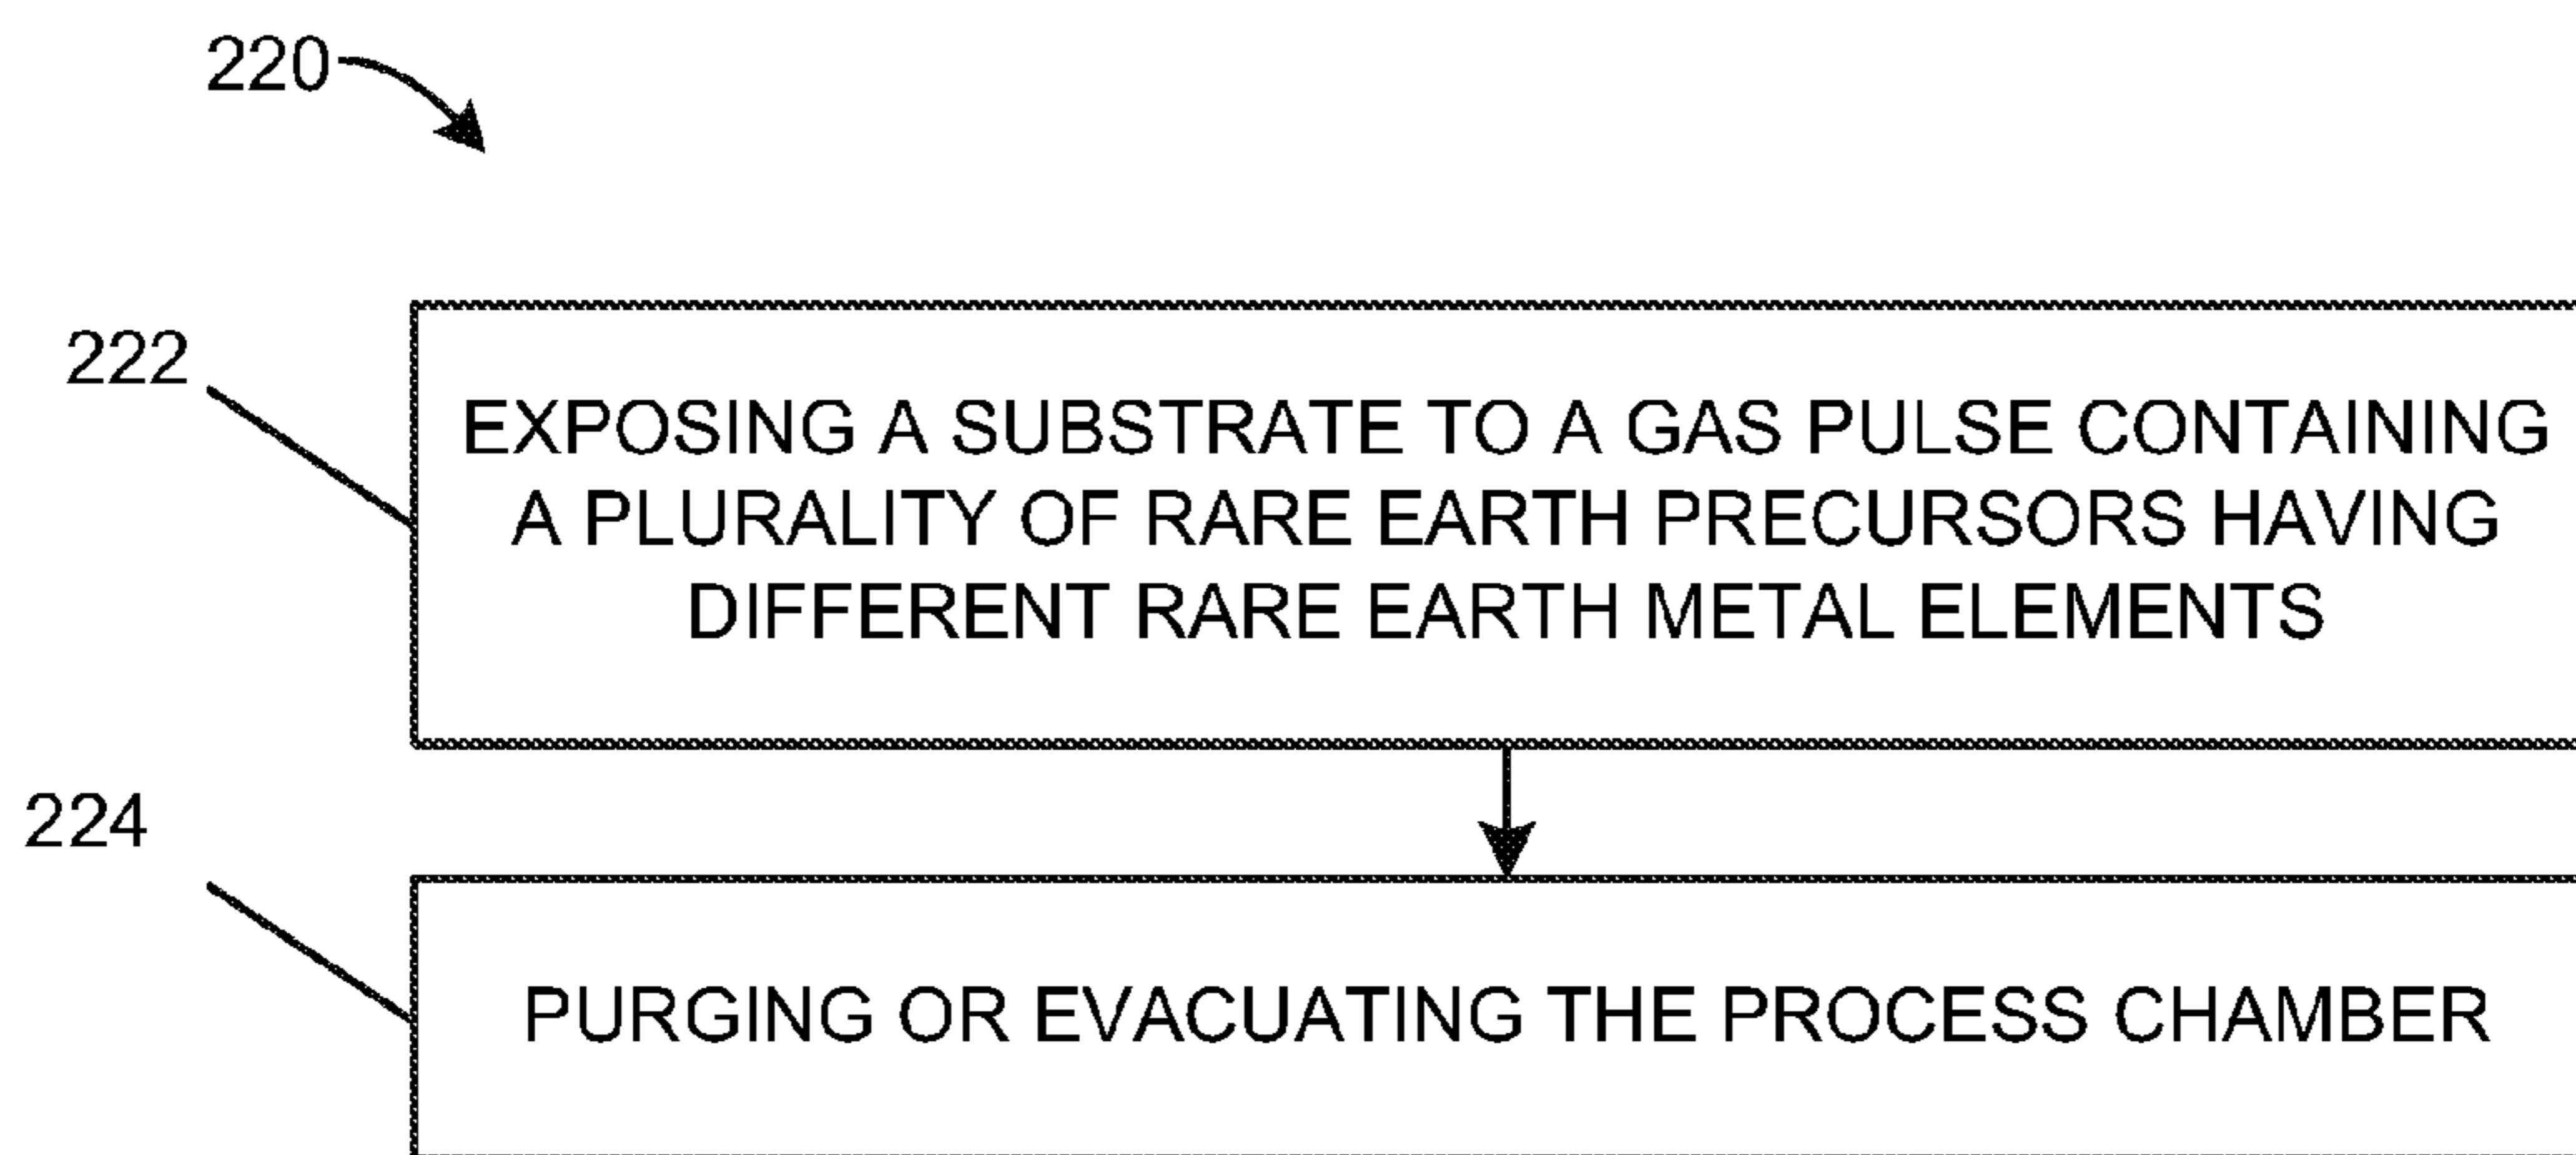 220
222
EXPOSING A SUBSTRATE TO A GAS PULSE CONTAINING
A PLURALITY OF RARE EARTH PRECURSORS HAVING
DIFFERENT RARE EARTH METAL ELEMENTS
224
PURGING OR EVACUATING THE PROCESS CHAMBER